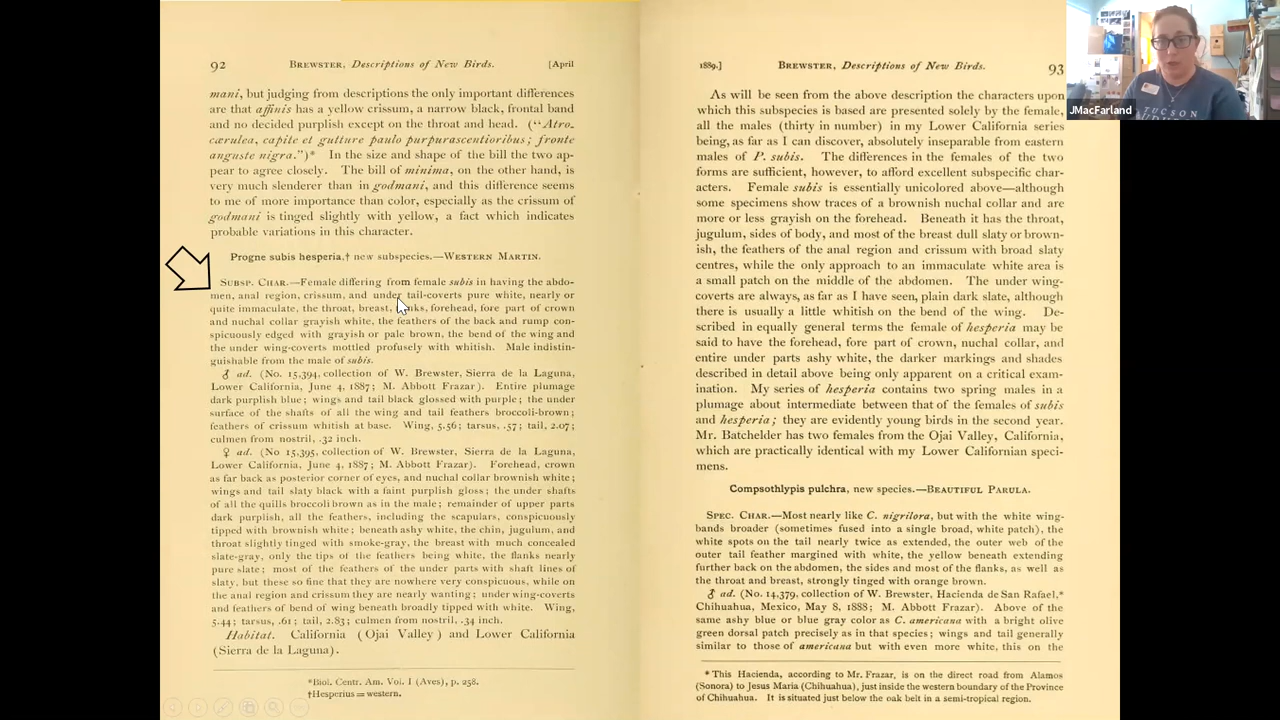 92 BREWSTER, Descriptions of New Birds. [April
mani, but judging from descriptions the only important differences
are that affinis has a yellow crissum, a narrow black, frontal band
and no decided purplish except on the throat and head. (“Atro-
cærulea, capite et gutture paulo purpurascentioribus; fronte
anguste nigra.”)* In the size and shape of the bill the two ap-
pear to agree closely. The bill of minima, on the other hand, is
very much slenderer than in godmani, and this difference seems
to me of more importance than color, especially as the crissum of
godmani is tinged slightly with yellow, a fact which indicates
probable variations in this character.
Progne subis hesperia,† new subspecies.—WESTERN MARTIN.
SUBSP. CHAR.—Female differing from female subis in having the abdo-
men, anal region, crissum, and under tail-coverts pure white, nearly or
quite immaculate, the throat, breast, forehead, fore part of crown
and nuchal collar grayish white, the feathers of the back and rump con-
spicuously edged with grayish or pale brown, the bend of the wing and
the under wing-coverts mottled profusely with whitish. Male indistin-
guishable from the male of subis.
♂ ad. (No. 15,394, collection of W. Brewster, Sierra de la Laguna,
Lower California, June 4, 1887; M. Abbott Frazar). Entire plumage
dark purplish blue; wings and tail black glossed with purple; the under
surface of the shafts of all the wing and tail feathers broccoli-brown;
feathers of crissum whitish at base. Wing, 5.56; tarsus, .57; tail, 2.07;
culmen from nostril, .32 inch.
♀ ad. (No 15,395, collection of W. Brewster, Sierra de la Laguna,
Lower California, June 4, 1887; M. Abbott Frazar). Forehead, crown
as far back as posterior corner of eyes, and nuchal collar brownish white;
wings and tail slaty black with a faint purplish gloss; the under shafts
of all the quills broccoli brown as in the male; remainder of upper parts
dark purplish, all the feathers, including the scapulars, conspicuously
tipped with brownish white; beneath ashy white, the chin, jugulum, and
throat slightly tinged with smoke-gray, the breast with much concealed
slate-gray, only the tips of the feathers being white, the flanks nearly
pure slate; most of the feathers of the under parts with shaft lines of
slaty, but these so fine that they are nowhere very conspicuous, while on
the anal region and crissum they are nearly wanting; under wing-coverts
and feathers of bend of wing beneath broadly tipped with white. Wing,
5.44; tarsus, .61; tail, 2.83; culmen from nostril, .34 inch.
Habitat. California (Ojai Valley) and Lower California
(Sierra de la Laguna).
*Biol. Centr. Am. Vol. I (Aves), p. 258.
†Hesperius = western.
1889.] BREWSTER, Descriptions of New Birds. 93
As will be seen from the above description the characters upon
which this subspecies is based are presented solely by the female,
all the males (thirty in number) in my Lower California series
being, as far as I can discover, absolutely inseparable from eastern
males of P. subis. The differences in the females of the two
forms are sufficient, however, to afford excellent subspecific char-
acters. Female subis is essentially unicolored above—although
some specimens show traces of a brownish nuchal collar and are
more or less grayish on the forehead. Beneath it has the throat,
jugulum, sides of body, and most of the breast dull slaty or brown-
ish, the feathers of the anal region and crissum with broad slaty
centres, while the only approach to an immaculate white area is
a small patch on the middle of the abdomen. The under wing-
coverts are always, as far as I have seen, plain dark slate, although
there is usually a little whitish on the bend of the wing. De-
scribed in equally general terms the female of hesperia may be
said to have the forehead, fore part of crown, nuchal collar, and
entire under parts ashy white, the darker markings and shades
described in detail above being only apparent on a critical exam-
ination. My series of hesperia contains two spring males in a
plumage about intermediate between that of the females of subis
and hesperia; they are evidently young birds in the second year.
Mr. Batchelder has two females from the Ojai Valley, California,
which are practically identical with my Lower Californian speci-
mens.
Compsothlypis pulchra, new species.—BEAUTIFUL PARULA.
SPEC. CHAR.—Most nearly like C. nigrilora, but with the white wing-
bands broader (sometimes fused into a single broad, white patch), the
white spots on the tail nearly twice as extended, the outer web of the
outer tail feather margined with white, the yellow beneath extending
further back on the abdomen, the sides and most of the flanks, as well as
the throat and breast, strongly tinged with orange brown.
♂ ad. (No. 14,379, collection of W. Brewster, Hacienda de San Rafael,*
Chihuahua, Mexico, May 8, 1888; M. Abbott Frazar). Above of the
same ashy blue or blue gray color as C. americana with a bright olive
green dorsal patch precisely as in that species; wings and tail generally
similar to those of americana but with even more white, this on the
* This Hacienda, according to Mr. Frazar, is on the direct road from Alamos
(Sonora) to Jesus Maria (Chihuahua), just inside the western boundary of the Province
of Chihuahua. It is situated just below the oak belt in a semi-tropical region.
JMacFarland
TUCSON